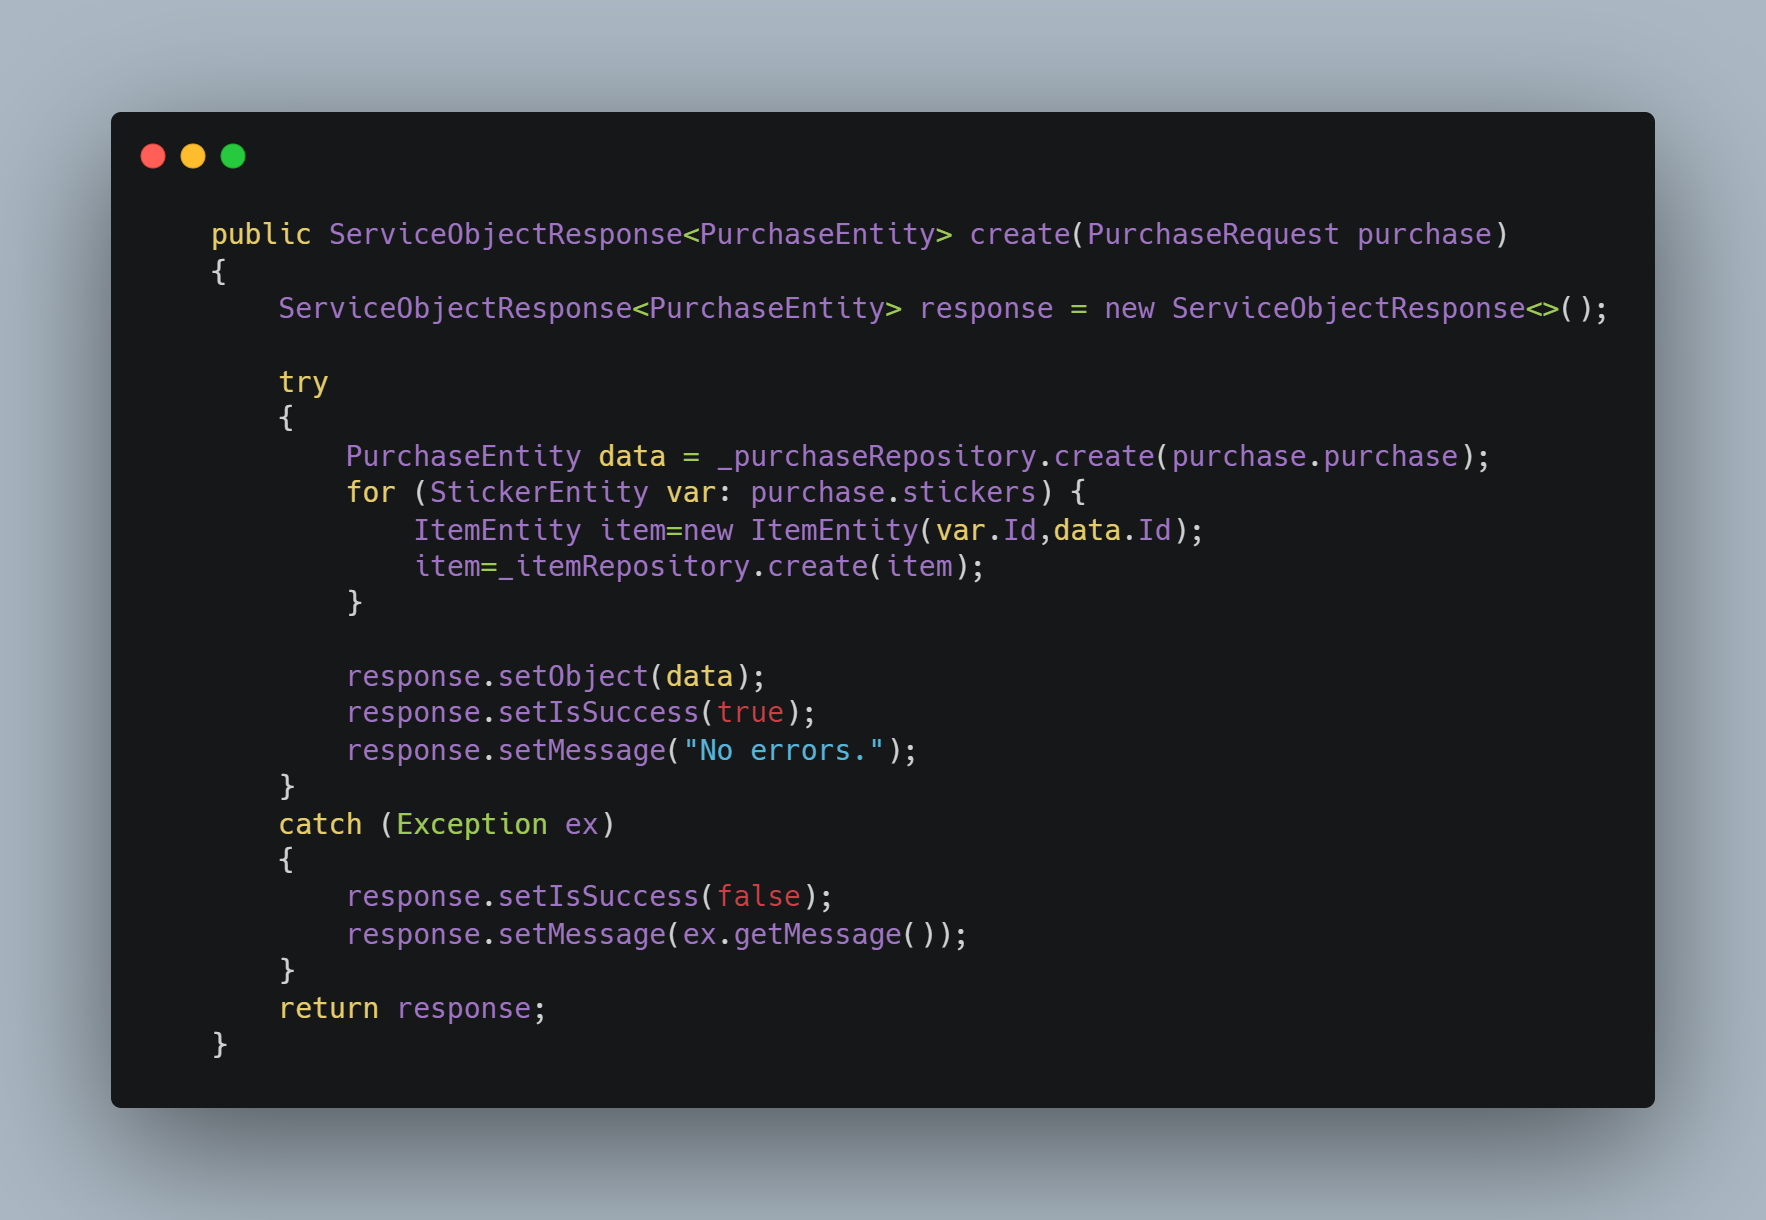 public ServiceObjectResponse<PurchaseEntity> create(PurchaseRequest purchase)
{
    ServiceObjectResponse<PurchaseEntity> response = new ServiceObjectResponse<>();

    try
    {
        PurchaseEntity data = _purchaseRepository.create(purchase.purchase);
        for (StickerEntity var: purchase.stickers) {
            ItemEntity item=new ItemEntity(var.Id,data.Id);
            item=_itemRepository.create(item);
        }

        response.setObject(data);
        response.setIsSuccess(true);
        response.setMessage("No errors.");
    }
    catch (Exception ex)
    {
        response.setIsSuccess(false);
        response.setMessage(ex.getMessage());
    }
    return response;
}